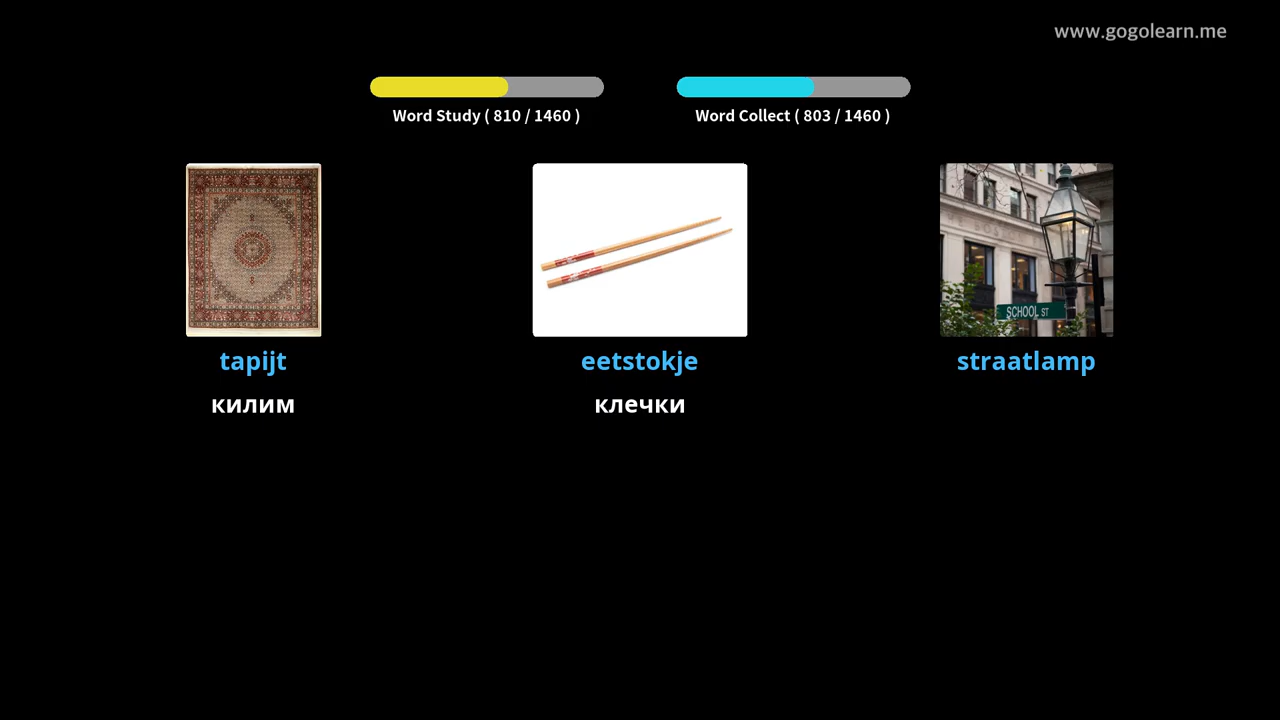 www.gogolearn.me
Word Study ( 810 / 1460 )
Word Collect ( 803 / 1460 )
SCHOOL ST
tapijt
eetstokje
straatlamp
килим
клечки